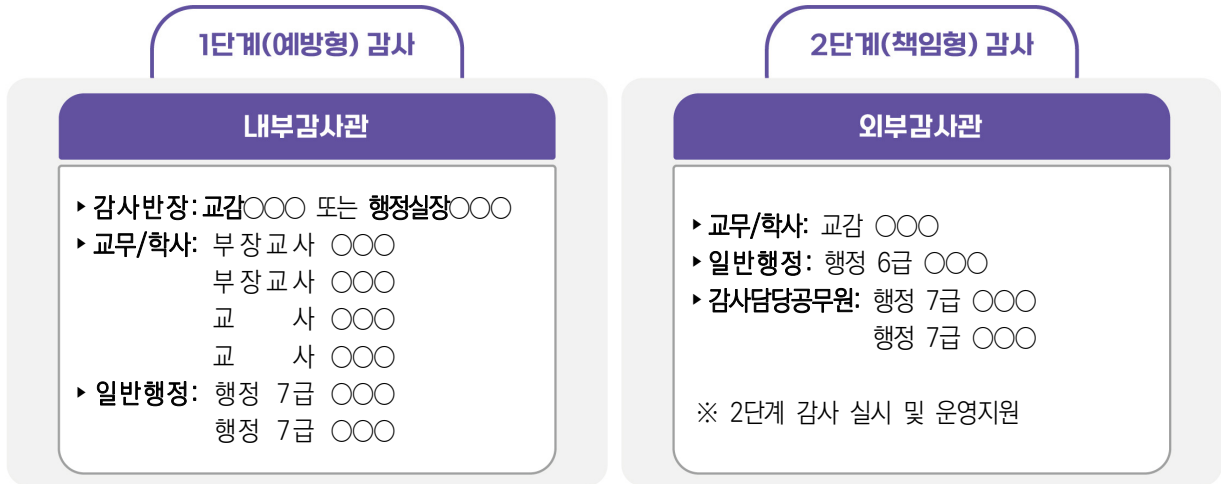 1단계(예방형) 감사
내부감사관
▸감사반장: 교감○○○ 또는 행정실장○○○
▸교무/학사: 부장교사 ○○○
부장교사 ○○○
교 사 ○○○
교 사 ○○○
▸일반행정: 행정 7급 ○○○
행정 7급 ○○○
2단계(책임형) 감사
외부감사관
▸교무/학사: 교감 ○○○
▸일반행정: 행정 6급 ○○○
▸감사담당공무원: 행정 7급 ○○○
행정 7급 ○○○
※ 2단계 감사 실시 및 운영지원